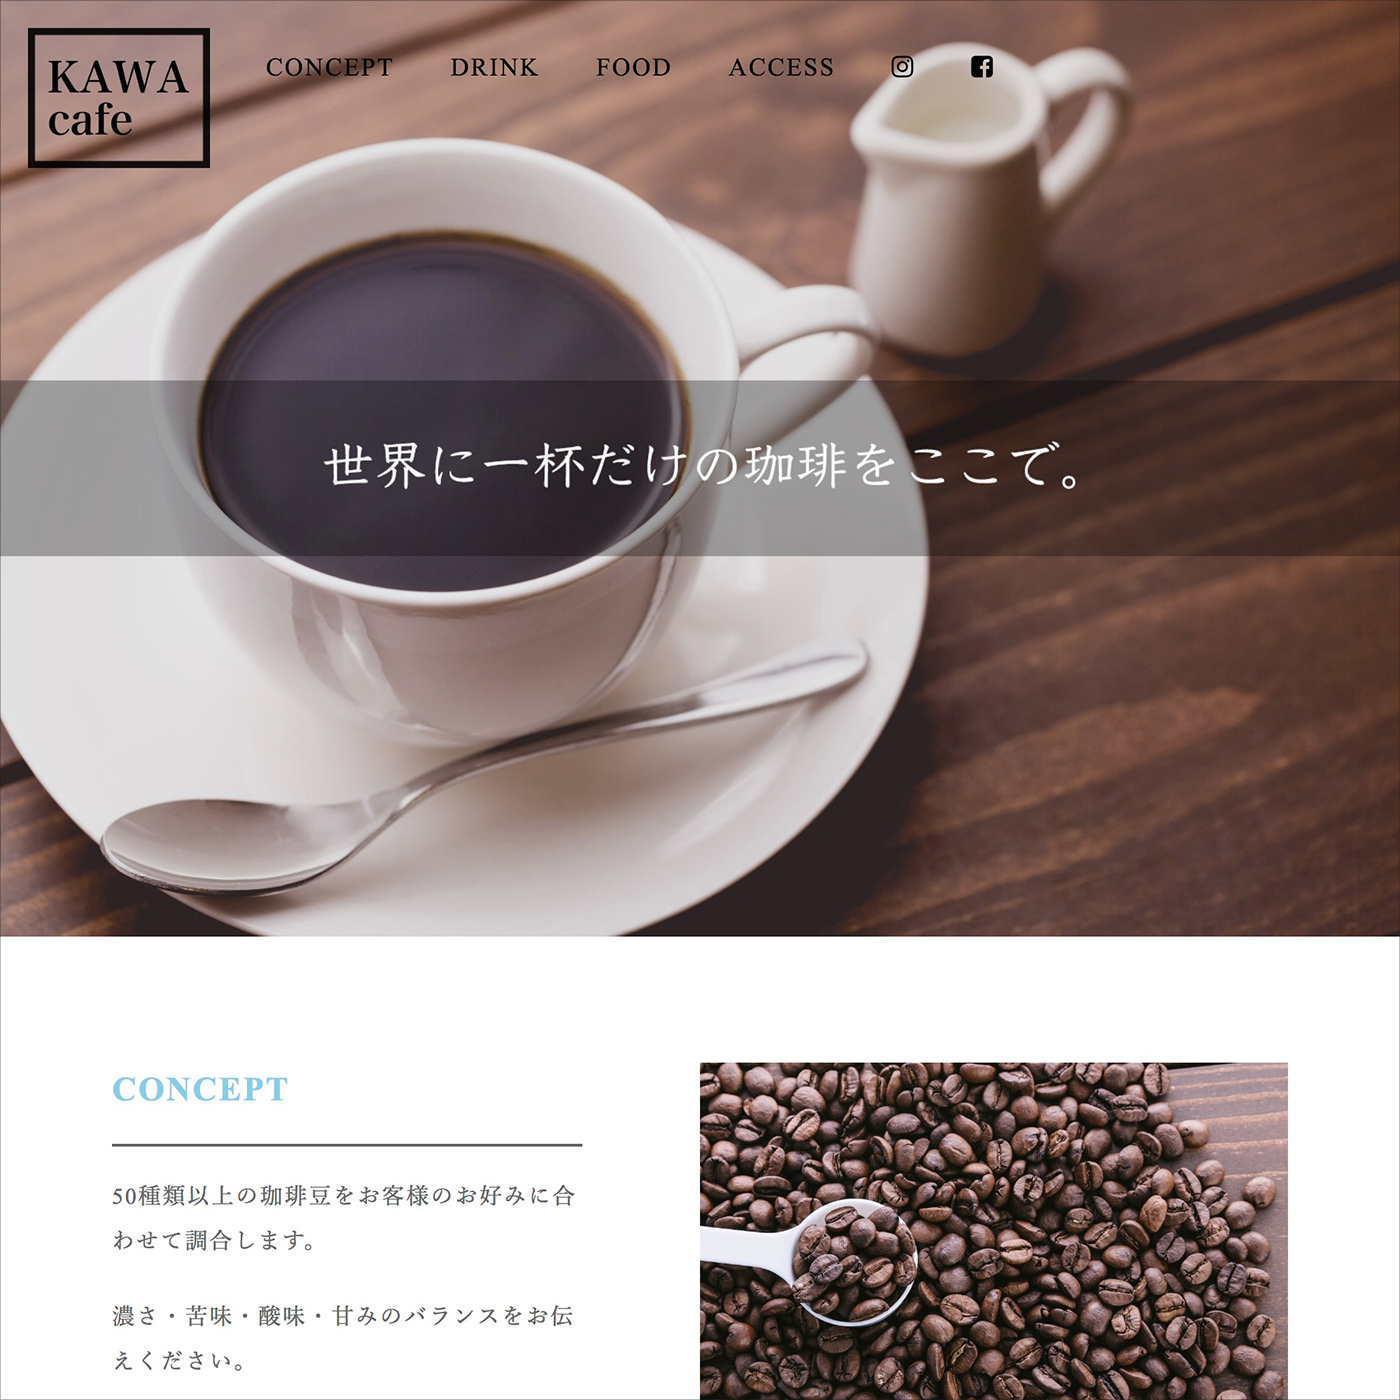 KAWA
cafe
CONCEPT DRINK FOOD ACCESS
世界に一杯だけの珈琲をここで。
CONCEPT
50種類以上の珈琲豆をお客様のお好みに合
わせて調合します。
濃さ・苦味・酸味・甘みのバランスをお伝
えください。